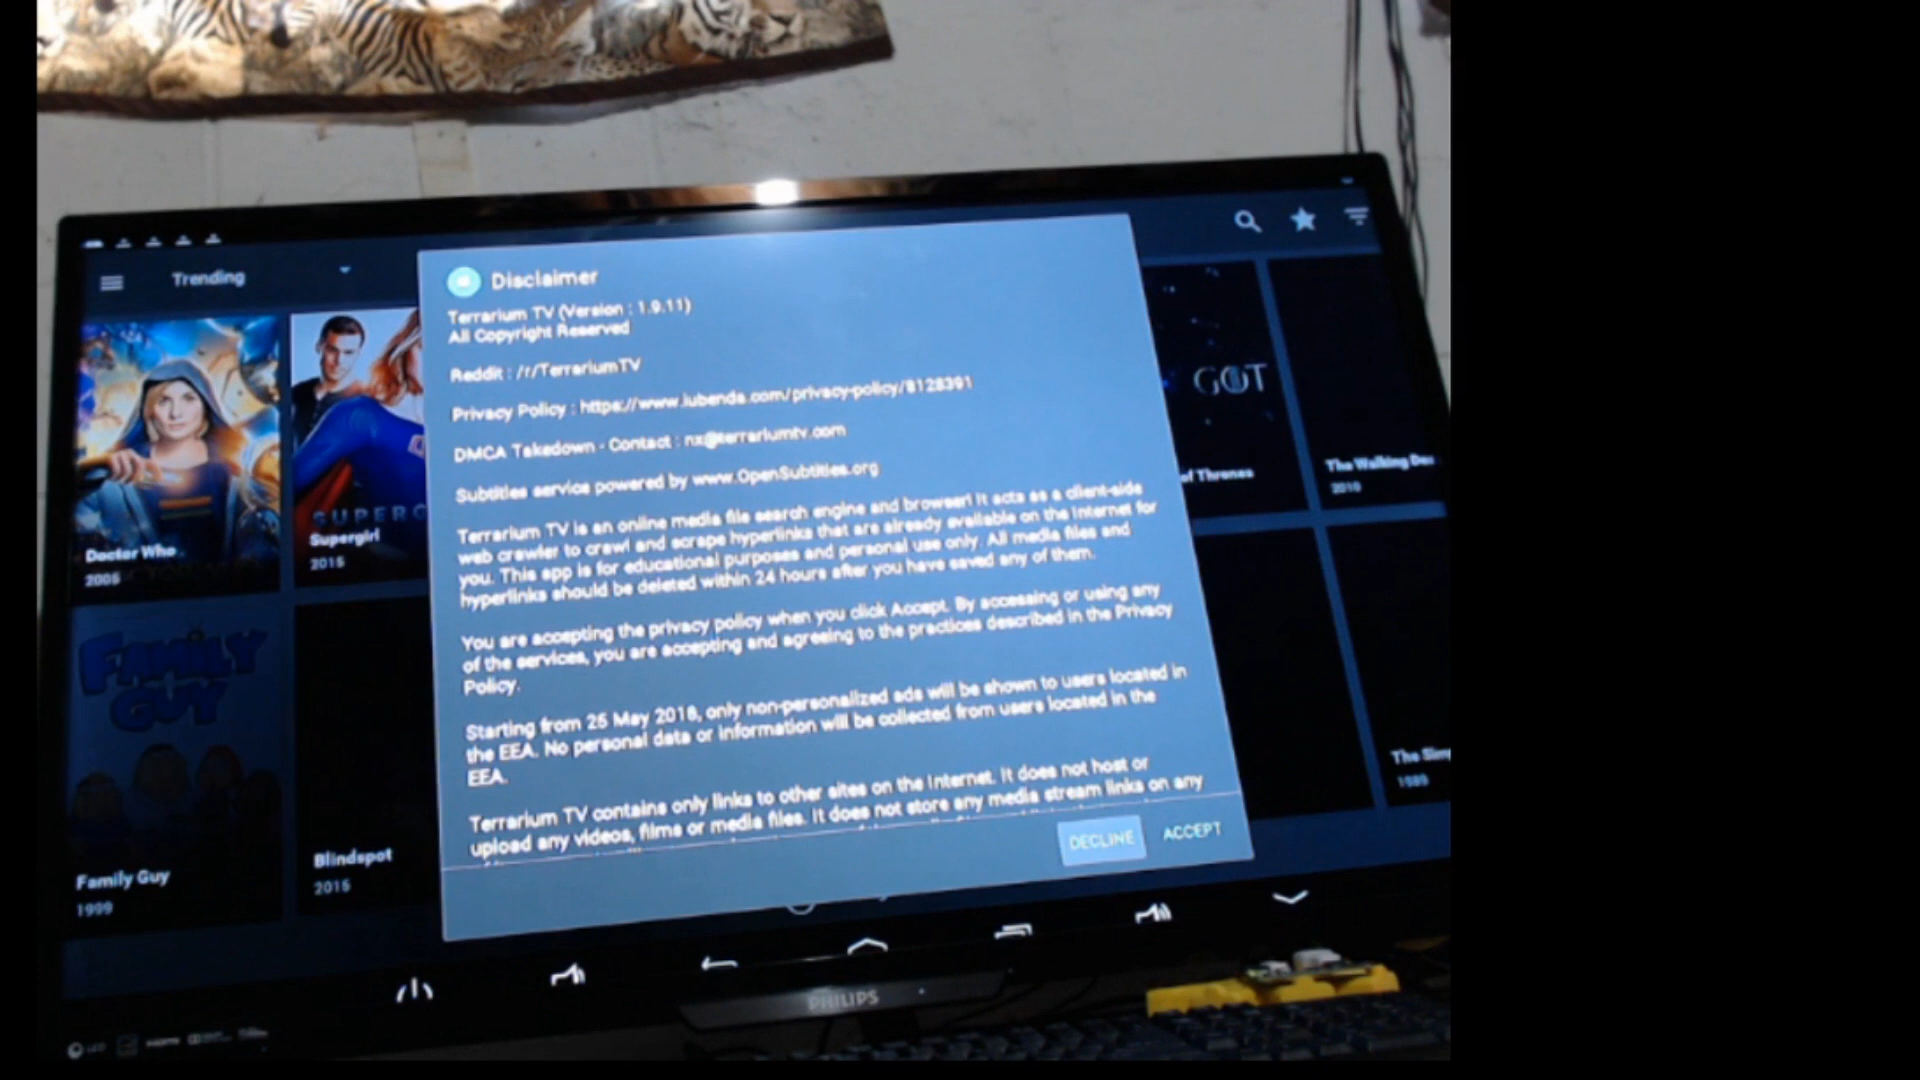 Trending
Disclaimer
Terrarium TV (Version : 1.9.11)
All Copyright Reserved
Reddit : /r/TerrariumTV
Privacy Policy : https://www.iubenda.com/privacy-policy/8128391
DMCA Takedown - Contact : nx@terrariumtv.com
Subtitles service powered by www.OpenSubtitles.org
Terrarium TV is an online media file search engine and browser! It acts as a client-side
web crawler to crawl and scrape hyperlinks that are already available on the Internet for
you. This app is for educational purposes and personal use only. All media files and
hyperlinks should be deleted within 24 hours after you have saved any of them.
You are accepting the privacy policy when you click Accept. By accessing or using any
of the services, you are accepting and agreeing to the practices described in the Privacy
Policy.
Starting from 25 May 2018, only non-personalized ads will be shown to users located in
the EEA. No personal data or information will be collected from users located in the
EEA.
Terrarium TV contains only links to other sites on the Internet. It does not host or
upload any videos, films or media files. It does not store any media stream links on any
DECLINE
ACCEPT
Doctor Who
2005
SUPERG
Supergirl
2015
GOT
of Thrones
The Walking Dea
2010
FAMILY
GUY
Family Guy
1999
Blindspot
2015
The Sim
1989
PHILIPS